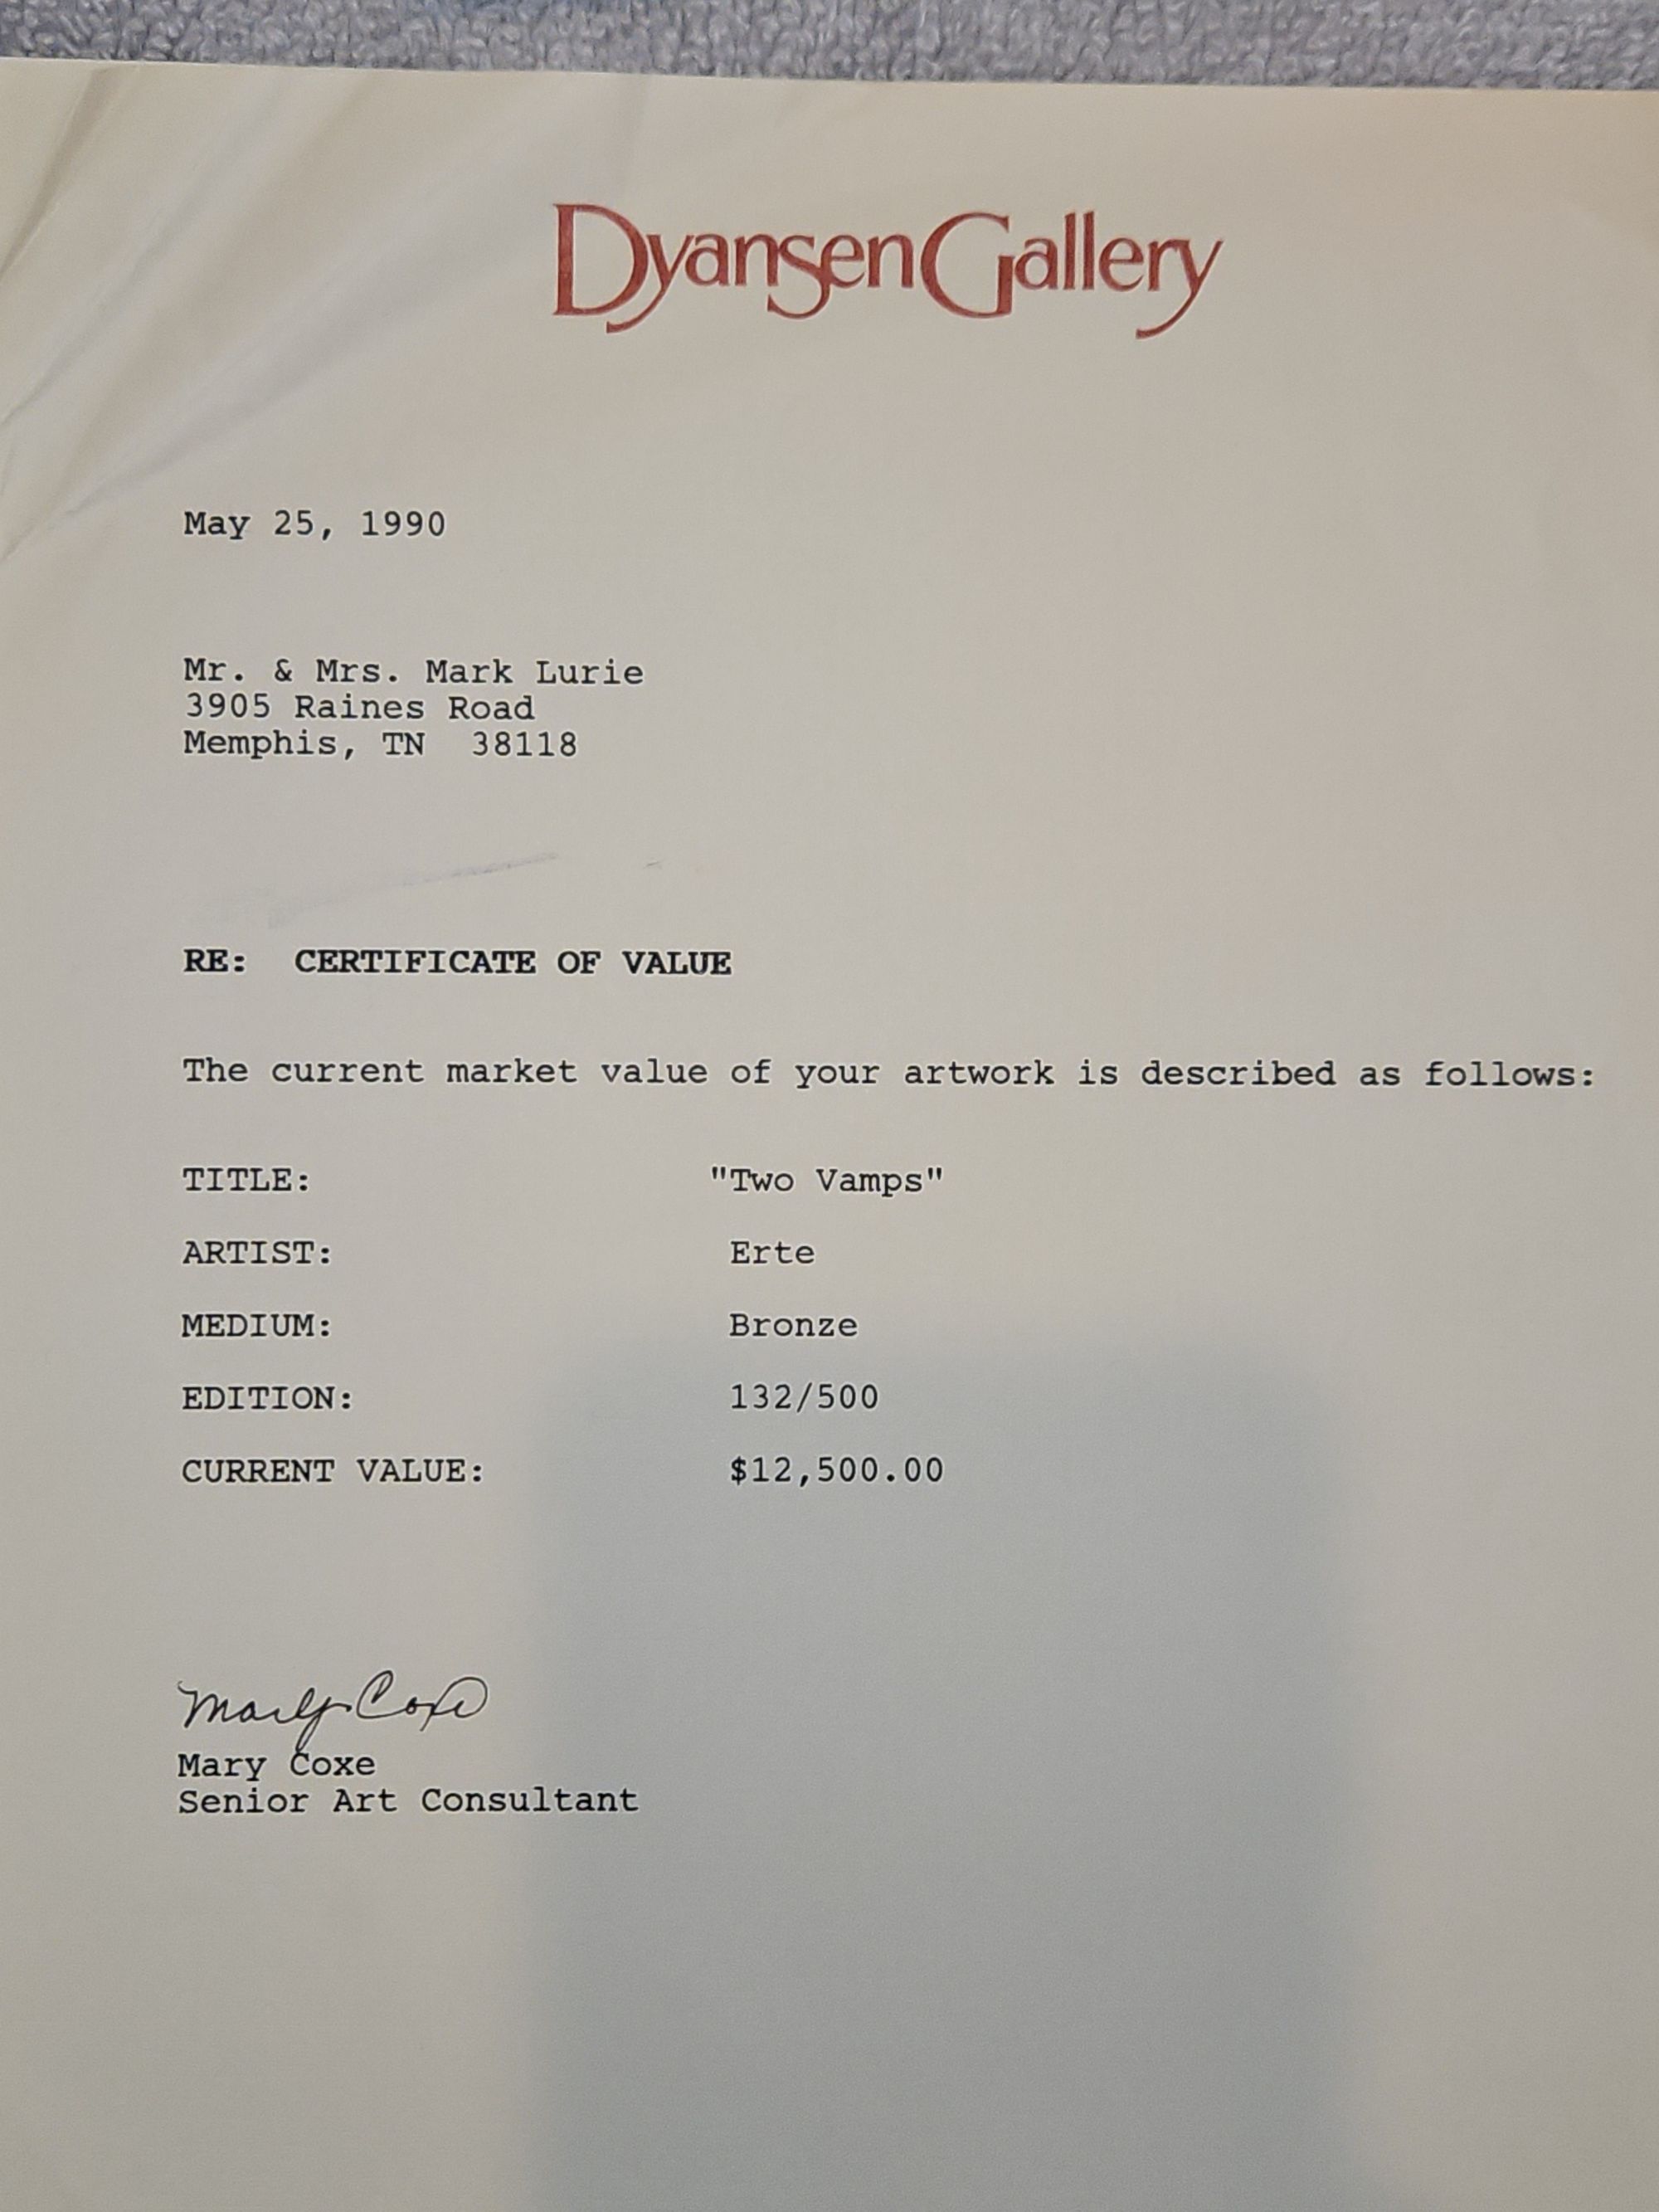 Dyansen Gallery
May 25, 1990
Mr. & Mrs. Mark Lurie
3905 Raines Road
Memphis, TN 38118
RE: CERTIFICATE OF VALUE
The current market value of your artwork is described as follows:
TITLE: "Two Vamps"
ARTIST: Erte
MEDIUM: Bronze
EDITION: 132/500
CURRENT VALUE: $12,500.00
Mary Coxe
Mary Coxe
Senior Art Consultant